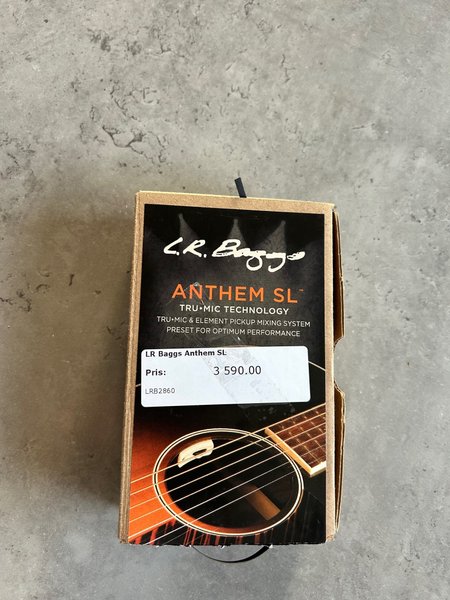 L.R. Baggs
ANTHEM SL™
TRU•MIC TECHNOLOGY
TRU•MIC & ELEMENT PICKUP MIXING SYSTEM
PRESET FOR OPTIMUM PERFORMANCE
LR Baggs Anthem SL
Pris: 3 590.00
LRB2860